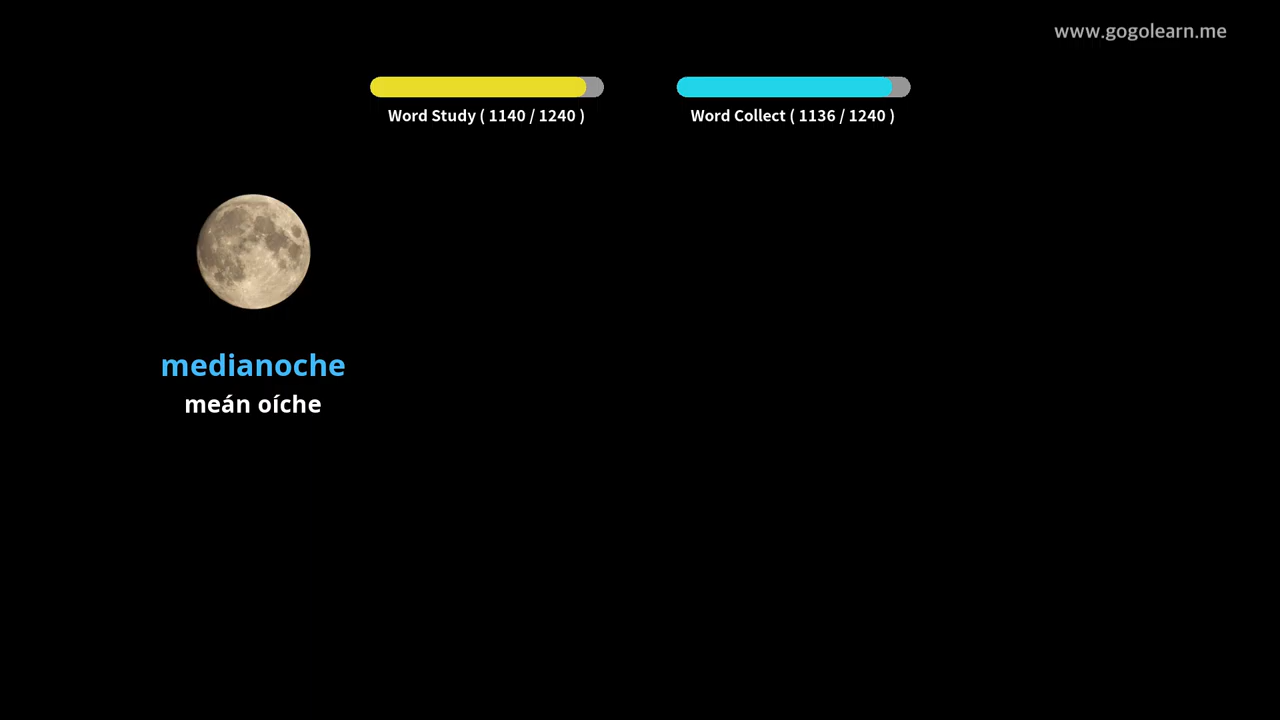 www.gogolearn.me
Word Study ( 1140 / 1240 )
Word Collect ( 1136 / 1240 )
medianoche
meán oíche